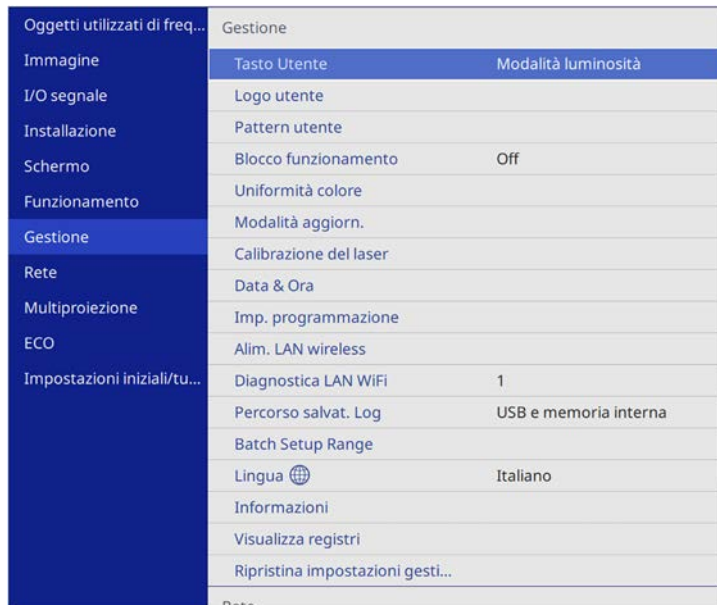 Oggetti utilizzati di freq...
Immagine
I/O segnale
Installazione
Schermo
Funzionamento
Gestione
Rete
Multiproiezione
ECO
Impostazioni iniziali/tu...
Gestione
Tasto Utente Modalità luminosità
Logo utente
Pattern utente
Blocco funzionamento Off
Uniformità colore
Modalità aggiorn.
Calibrazione del laser
Data & Ora
Imp. programmazione
Alim. LAN wireless
Diagnostica LAN WiFi 1
Percorso salvat. Log USB e memoria interna
Batch Setup Range
Lingua Italiano
Informazioni
Visualizza registri
Ripristina impostazioni gesti...
Rete